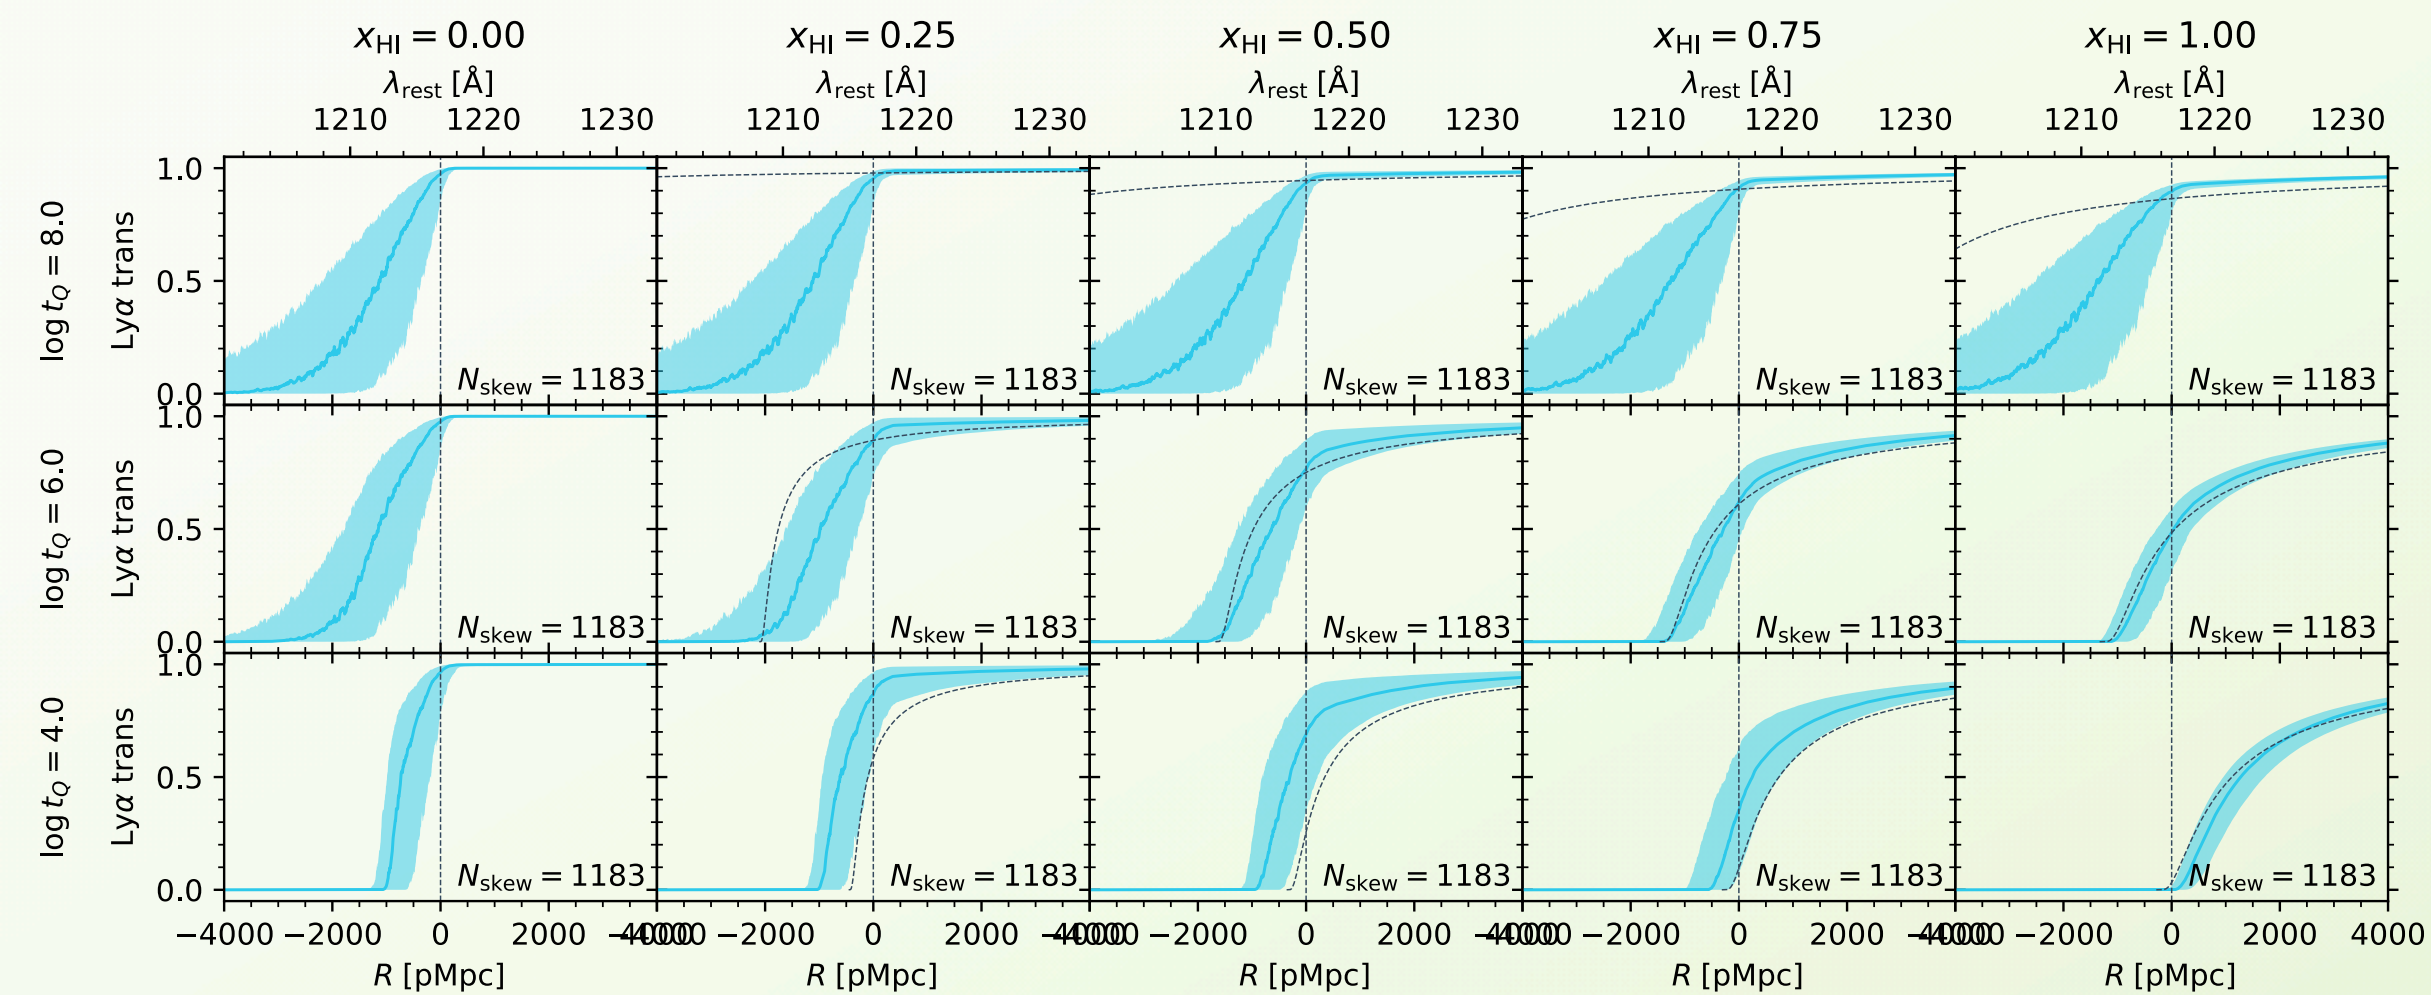 x_HI = 0.00 x_HI = 0.25 x_HI = 0.50 x_HI = 0.75 x_HI = 1.00
λ_rest [Å] λ_rest [Å] λ_rest [Å] λ_rest [Å] λ_rest [Å]
1210 1220 1230 1210 1220 1230 1210 1220 1230 1210 1220 1230 1210 1220 1230
log t_Q = 8.0
Lyα trans
1.0
0.5
0.0
N_skew = 1183 N_skew = 1183 N_skew = 1183 N_skew = 1183 N_skew = 1183
log t_Q = 6.0
Lyα trans
1.0
0.5
0.0
N_skew = 1183 N_skew = 1183 N_skew = 1183 N_skew = 1183 N_skew = 1183
log t_Q = 4.0
Lyα trans
1.0
0.5
0.0
N_skew = 1183 N_skew = 1183 N_skew = 1183 N_skew = 1183 N_skew = 1183
−4000 −2000 0 2000 4000 −4000 −2000 0 2000 4000 −4000 −2000 0 2000 4000 −4000 −2000 0 2000 4000 −4000 −2000 0 2000 4000
R [pMpc] R [pMpc] R [pMpc] R [pMpc] R [pMpc]